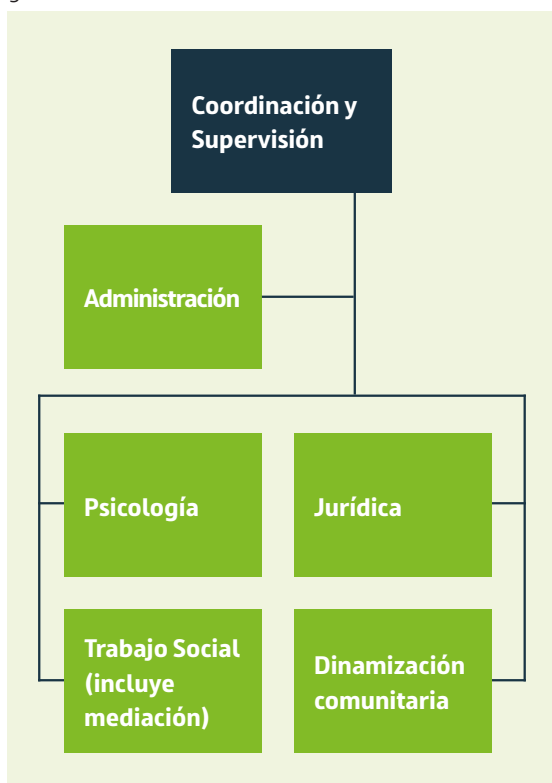 Coordinación y
Supervisión
Administración
Psicología
Jurídica
Trabajo Social
(incluye
mediación)
Dinamización
comunitaria